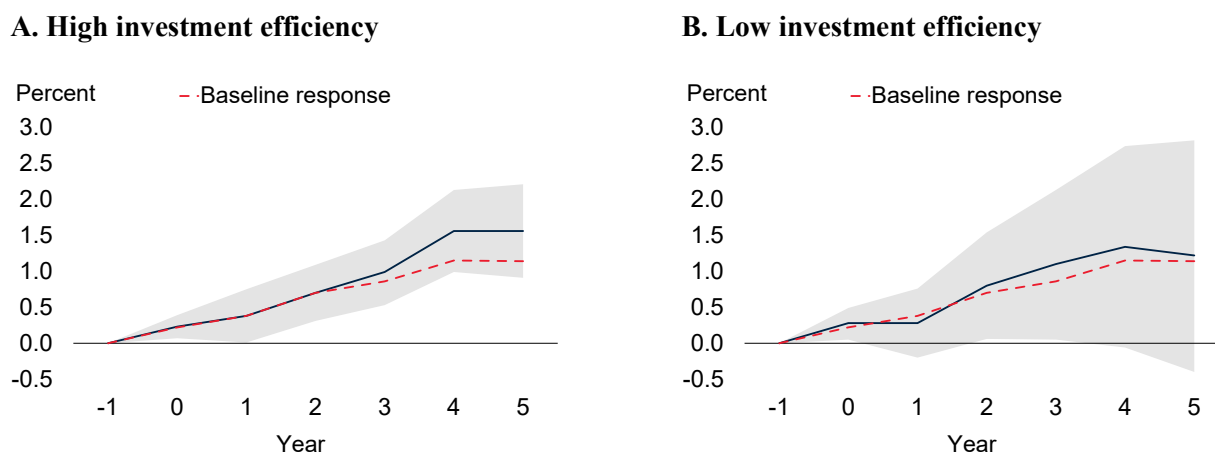 A. High investment efficiency
Percent
Baseline response
3.0
2.5
2.0
1.5
1.0
0.5
0.0
-0.5
-1 0 1 2 3 4 5
Year
B. Low investment efficiency
Percent
Baseline response
3.0
2.5
2.0
1.5
1.0
0.5
0.0
-0.5
-1 0 1 2 3 4 5
Year